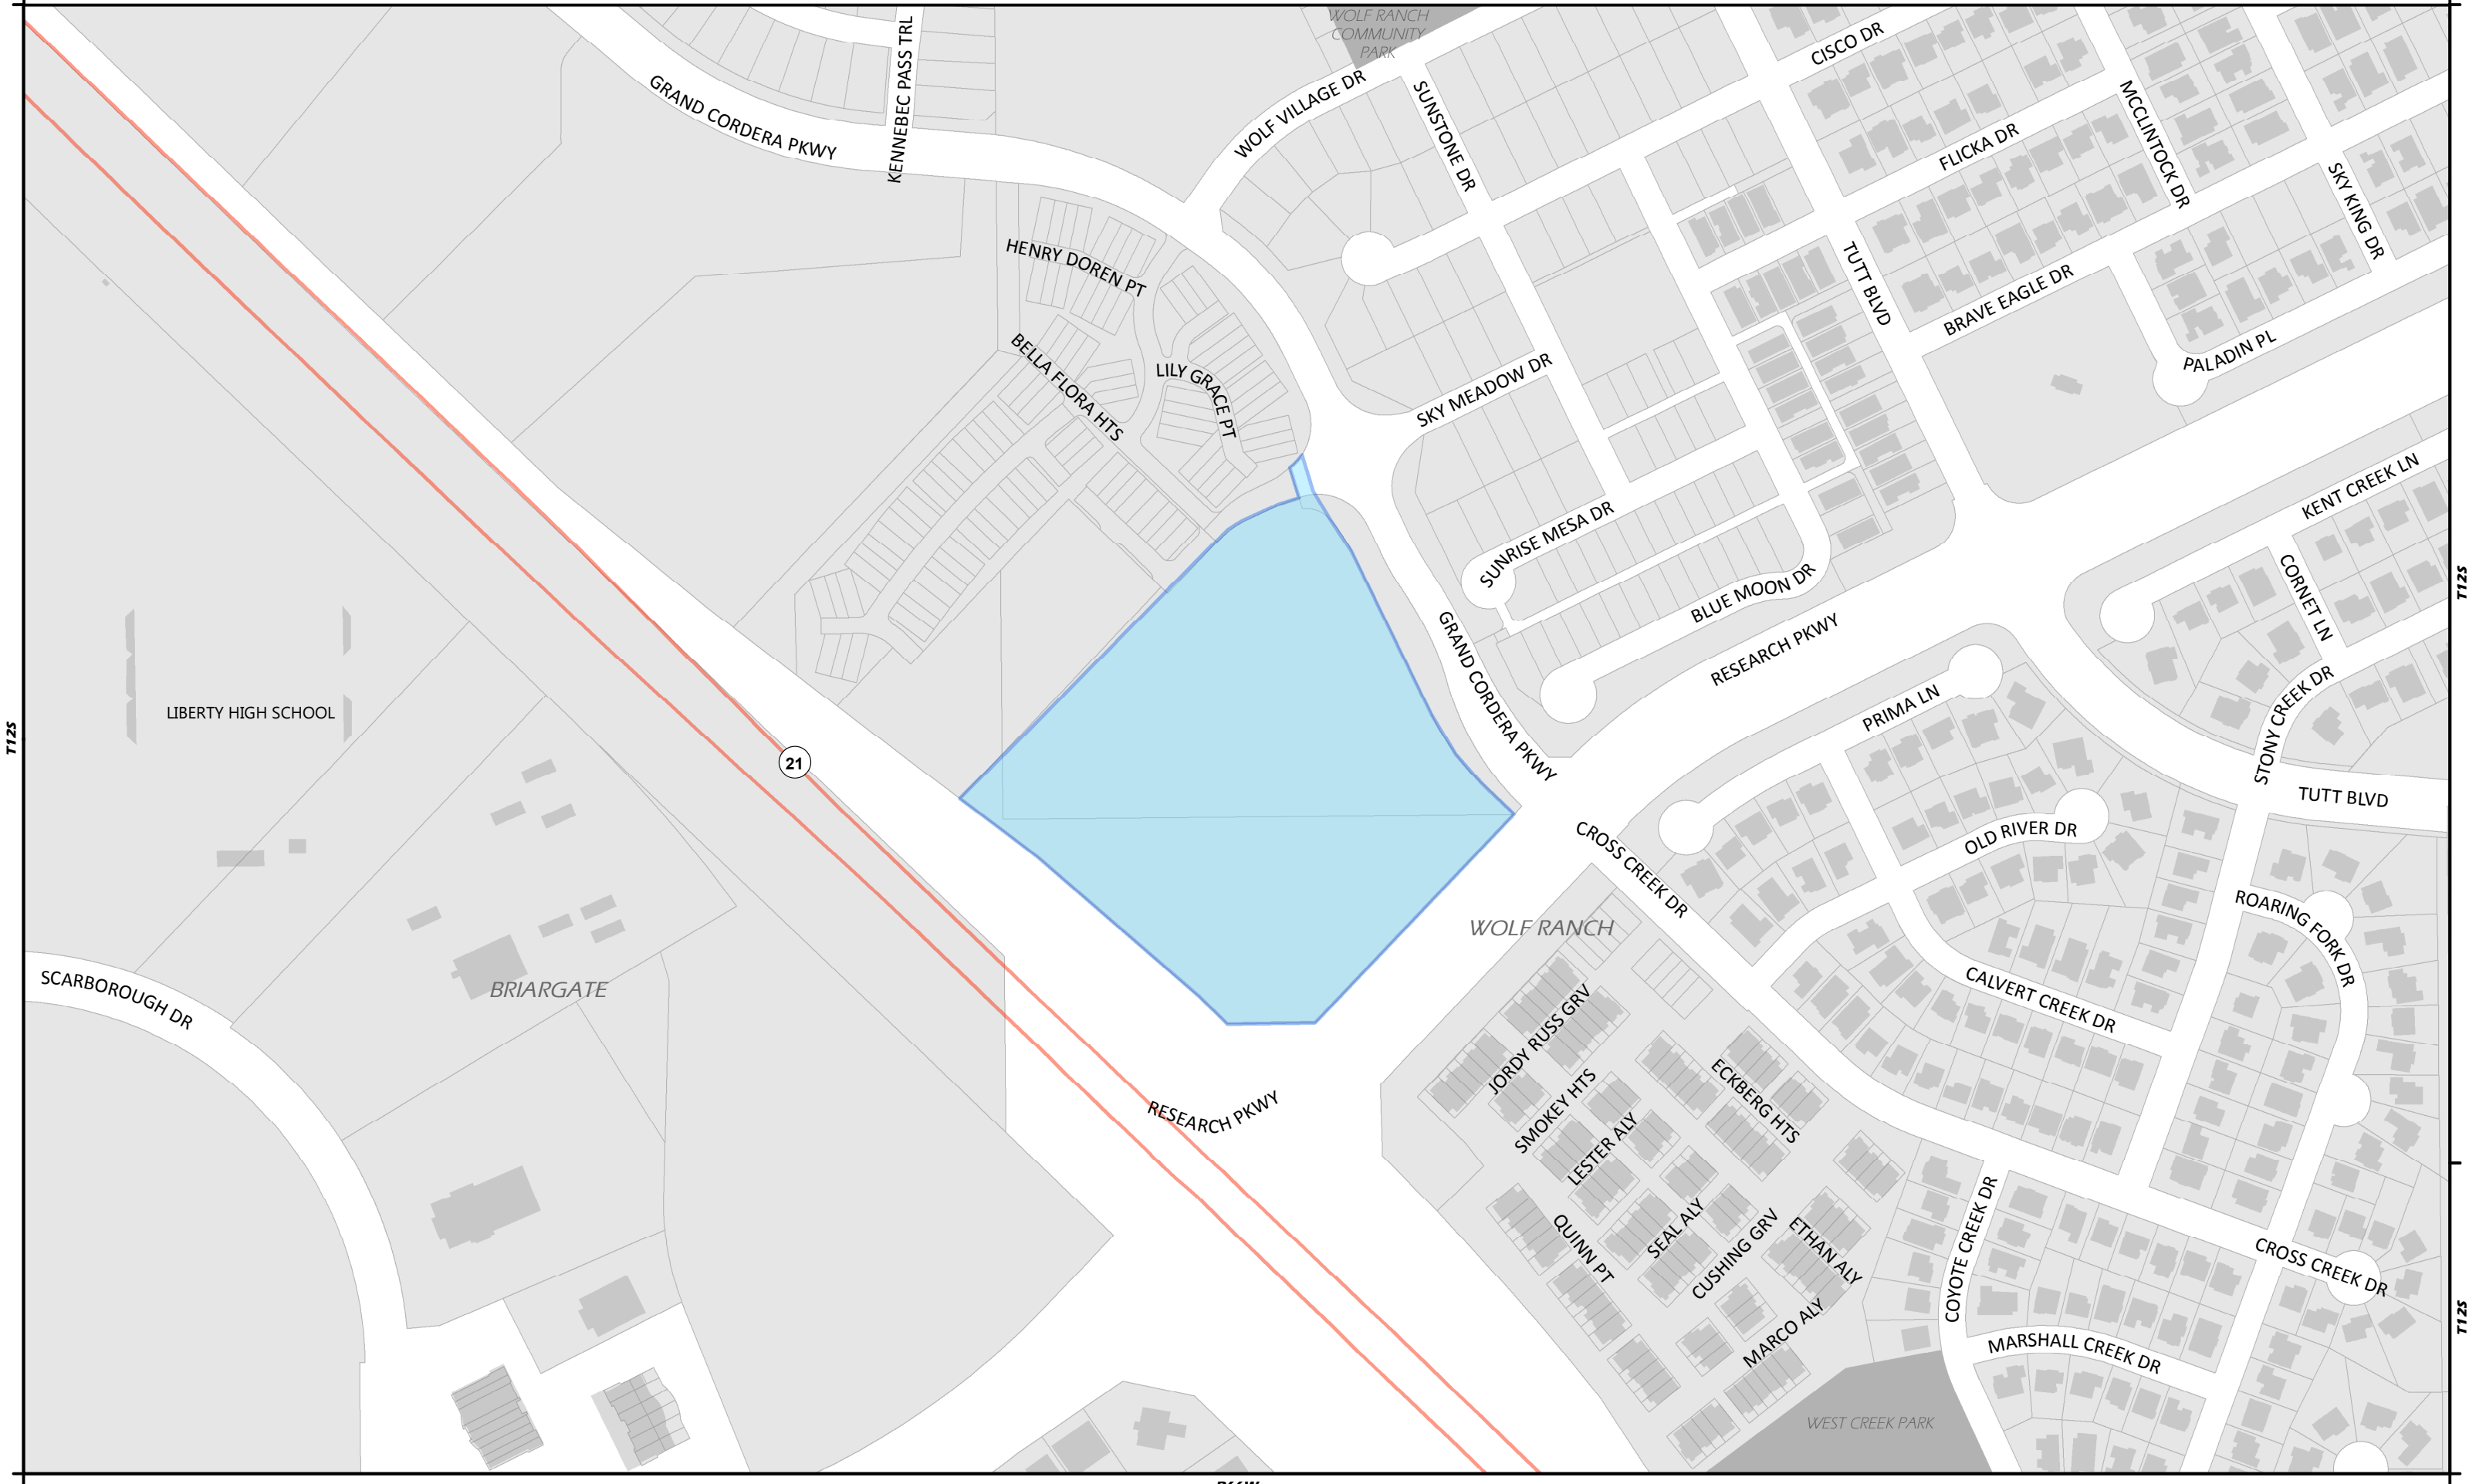 WOLF RANCH
COMMUNITY
PARK
CISCO DR
KENNEBEC PASS TRL
GRAND CORDERA PKWY
WOLF VILLAGE DR
SUNSTONE DR
MCCLINTOCK DR
FLICKA DR
SKY KING DR
HENRY DOREN PT
TUTT BLVD
BRAVE EAGLE DR
PALADIN PL
BELLA FLORA HTS
LILY GRACE PT
SKY MEADOW DR
KENT CREEK LN
SUNRISE MESA DR
BLUE MOON DR
CORNET LN
T12S
GRAND CORDERA PKWY
RESEARCH PKWY
PRIMA LN
STONY CREEK DR
LIBERTY HIGH SCHOOL
T12S
21
TUTT BLVD
OLD RIVER DR
CROSS CREEK DR
WOLF RANCH
ROARING FORK DR
SCARBOROUGH DR
BRIARGATE
CALVERT CREEK DR
JORDY RUSS GRV
ECKBERG HTS
SMOKEY HTS
RESEARCH PKWY
LESTER ALY
SEAL ALY
QUINN PT
CUSHING GRV
ETHAN ALY
COYOTE CREEK DR
CROSS CREEK DR
T12S
MARCO ALY
MARSHALL CREEK DR
WEST CREEK PARK